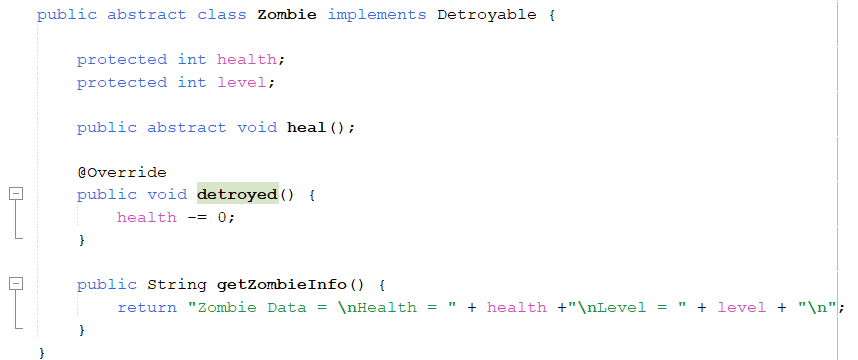 public abstract class Zombie implements Detroyable {
protected int health;
protected int level;
public abstract void heal();
@Override
public void detroyed() {
health -= 0;
}
public String getZombieInfo() {
return "Zombie Data = \nHealth = " + health +"\nLevel = " + level + "\n";
}
}